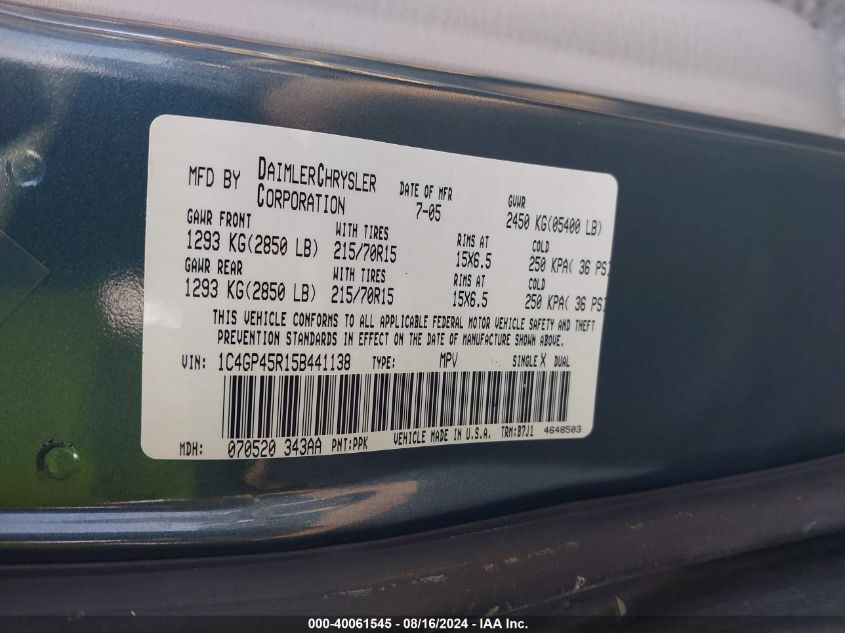 MFD BY DAIMLERCHRYSLER CORPORATION
DATE OF MFR 7-05
GVWR 2450 KG(05400 LB)
GAWR FRONT WITH TIRES RIMS AT COLD
1293 KG(2850 LB) 215/70R15 15X6.5 250 KPA( 36 PSI
GAWR REAR WITH TIRES RIMS AT COLD
1293 KG(2850 LB) 215/70R15 15X6.5 250 KPA( 36 PSI
THIS VEHICLE CONFORMS TO ALL APPLICABLE FEDERAL MOTOR VEHICLE SAFETY AND THEFT
PREVENTION STANDARDS IN EFFECT ON THE DATE OF MANUFACTURE SHOWN ABOVE.
VIN: 1C4GP45R15B441138 TYPE: MPV SINGLE X DUAL
MDH: 070520 343AA PNT:PPK VEHICLE MADE IN U.S.A. TRM:B7J1 4648503
000-40061545 - 08/16/2024 - IAA Inc.